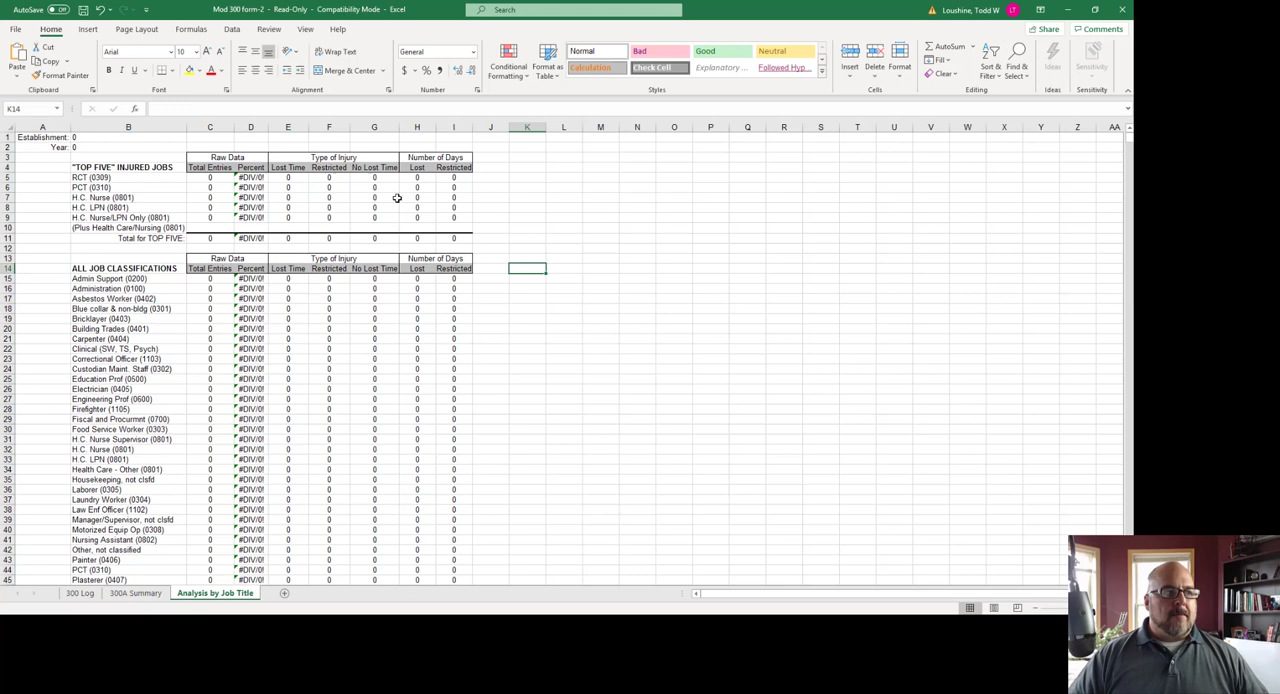 AutoSave Off Mod 300 form-2 - Read-Only - Compatibility Mode - Excel Search Loushine, Todd W LT
File Home Insert Page Layout Formulas Data Review View Help Share Comments
Paste Cut Copy Format Painter Arial 10 Wrap Text Merge & Center General Conditional Formatting Format as Table Normal Bad Good Neutral Calculation Check Cell Explanatory ... Followed Hyp... Insert Delete Format AutoSum Fill Clear Sort & Filter Find & Select Ideas Sensitivity
Clipboard Font Alignment Number Styles Cells Editing Ideas Sensitivity
K14 fx
A B C D E F G H I J K L M N O P Q R S T U V W X Y Z AA
1 Establishment: 0
2 Year: 0
3 Raw Data Type of Injury Number of Days
4 "TOP FIVE" INJURED JOBS Total Entries Percent Lost Time Restricted No Lost Time Lost Restricted
5 RCT (0309) 0 #DIV/0! 0 0 0 0 0
6 PCT (0310) 0 #DIV/0! 0 0 0 0 0
7 H.C. Nurse (0801) 0 #DIV/0! 0 0 0 0 0
8 H.C. LPN (0801) 0 #DIV/0! 0 0 0 0 0
9 H.C. Nurse/LPN Only (0801) 0 #DIV/0! 0 0 0 0 0
10 (Plus Health Care/Nursing (0801)
11 Total for TOP FIVE: 0 #DIV/0! 0 0 0 0 0
12
13 Raw Data Type of Injury Number of Days
14 ALL JOB CLASSIFICATIONS Total Entries Percent Lost Time Restricted No Lost Time Lost Restricted
15 Admin Support (0200) 0 #DIV/0! 0 0 0 0 0
16 Administration (0100) 0 #DIV/0! 0 0 0 0 0
17 Asbestos Worker (0402) 0 #DIV/0! 0 0 0 0 0
18 Blue collar & non-bldg (0301) 0 #DIV/0! 0 0 0 0 0
19 Bricklayer (0403) 0 #DIV/0! 0 0 0 0 0
20 Building Trades (0401) 0 #DIV/0! 0 0 0 0 0
21 Carpenter (0404) 0 #DIV/0! 0 0 0 0 0
22 Clinical (SW, TS, Psych) 0 #DIV/0! 0 0 0 0 0
23 Correctional Officer (1103) 0 #DIV/0! 0 0 0 0 0
24 Custodian Maint. Staff (0302) 0 #DIV/0! 0 0 0 0 0
25 Education Prof (0500) 0 #DIV/0! 0 0 0 0 0
26 Electrician (0405) 0 #DIV/0! 0 0 0 0 0
27 Engineering Prof (0600) 0 #DIV/0! 0 0 0 0 0
28 Firefighter (1105) 0 #DIV/0! 0 0 0 0 0
29 Fiscal and Procurmnt (0700) 0 #DIV/0! 0 0 0 0 0
30 Food Service Worker (0303) 0 #DIV/0! 0 0 0 0 0
31 H.C. Nurse Supervisor (0801) 0 #DIV/0! 0 0 0 0 0
32 H.C. Nurse (0801) 0 #DIV/0! 0 0 0 0 0
33 H.C. LPN (0801) 0 #DIV/0! 0 0 0 0 0
34 Health Care - Other (0801) 0 #DIV/0! 0 0 0 0 0
35 Housekeeping, not clsfd 0 #DIV/0! 0 0 0 0 0
36 Laborer (0305) 0 #DIV/0! 0 0 0 0 0
37 Laundry Worker (0304) 0 #DIV/0! 0 0 0 0 0
38 Law Enf Officer (1102) 0 #DIV/0! 0 0 0 0 0
39 Manager/Supervisor, not clsfd 0 #DIV/0! 0 0 0 0 0
40 Motorized Equip Op (0308) 0 #DIV/0! 0 0 0 0 0
41 Nursing Assistant (0802) 0 #DIV/0! 0 0 0 0 0
42 Other, not classified 0 #DIV/0! 0 0 0 0 0
43 Painter (0406) 0 #DIV/0! 0 0 0 0 0
44 PCT (0310) 0 #DIV/0! 0 0 0 0 0
45 Plasterer (0407) 0 #DIV/0! 0 0 0 0 0
300 Log 300A Summary Analysis by Job Title